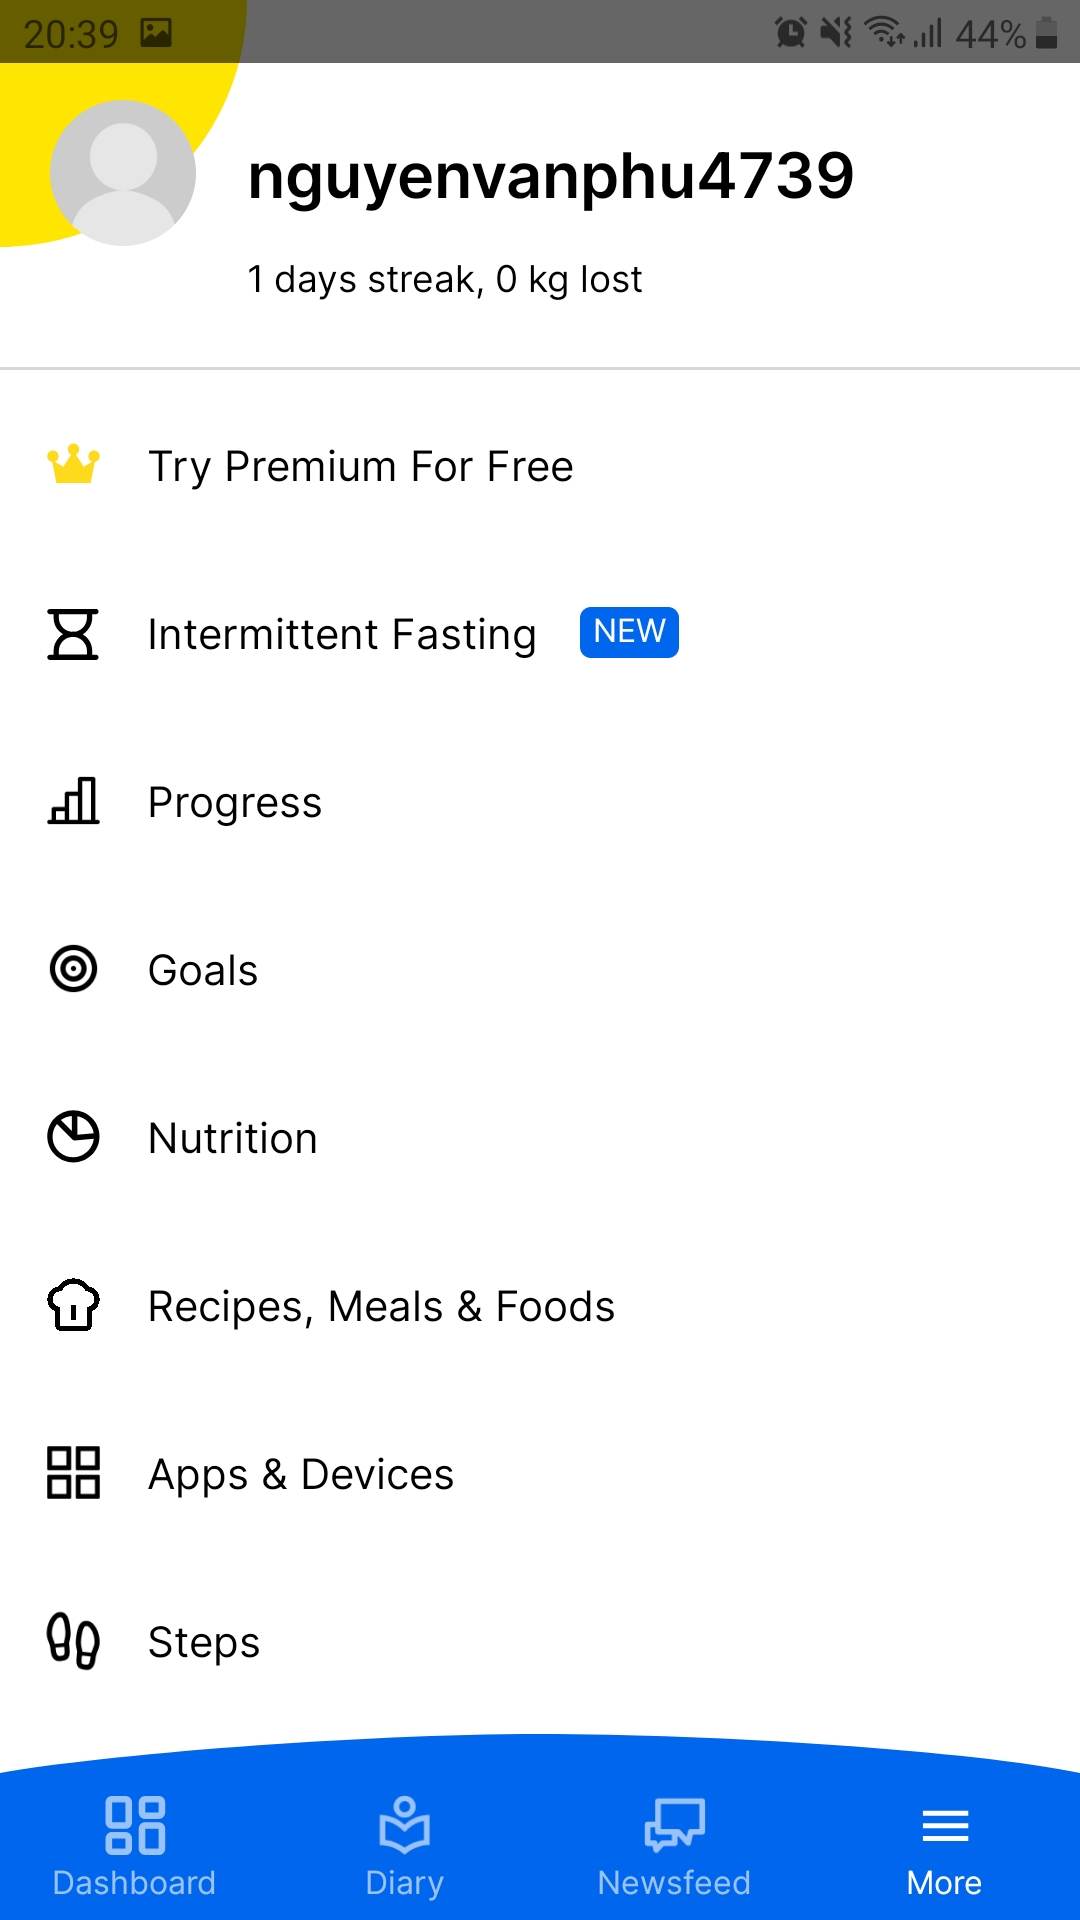 20:39 44%
nguyenvanphu4739
1 days streak, 0 kg lost
Try Premium For Free
Intermittent Fasting NEW
Progress
Goals
Nutrition
Recipes, Meals & Foods
Apps & Devices
Steps
Dashboard Diary Newsfeed More